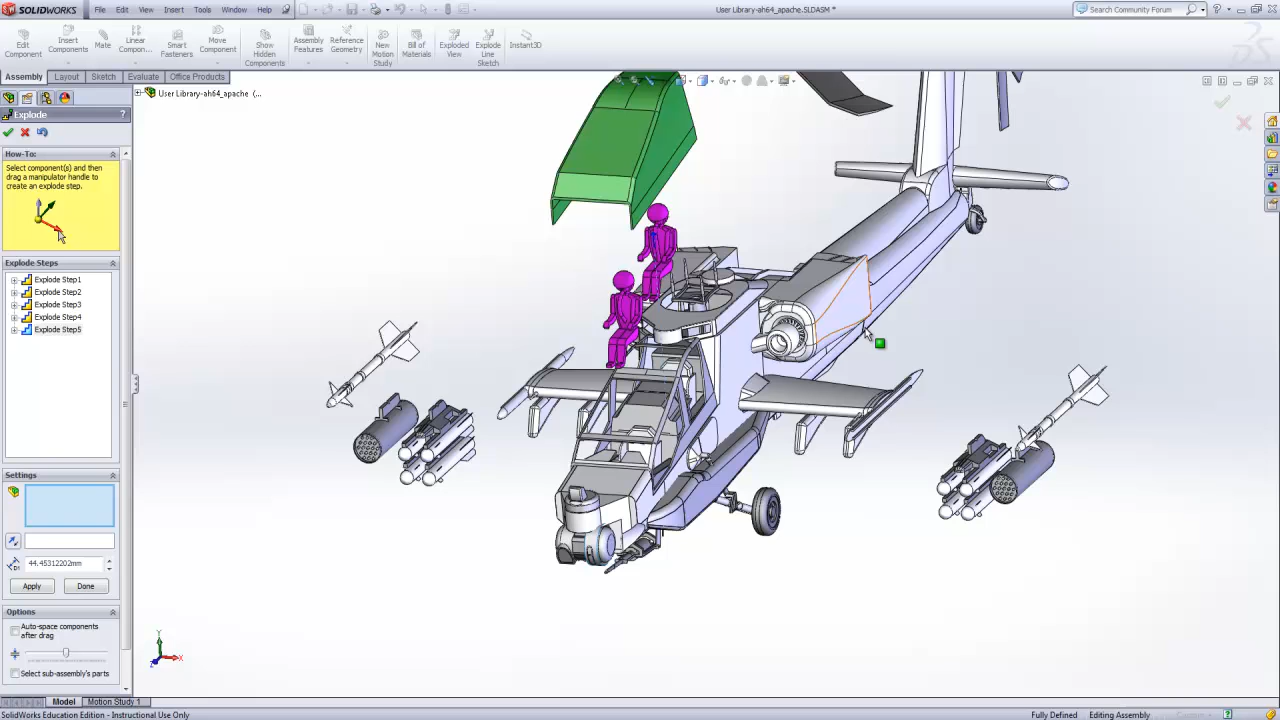 SOLIDWORKS File Edit View Insert Tools Window Help
User Library-ah64_apache.SLDASM *
Search Community Forum
Edit Component
Insert Components
Mate
Linear Compon...
Smart Fasteners
Move Component
Show Hidden Components
Assembly Features
Reference Geometry
New Motion Study
Bill of Materials
Exploded View
Explode Line Sketch
Instant3D
Assembly Layout Sketch Evaluate Office Products
User Library-ah64_apache (...
Explode ?
How-To:
Select component(s) and then
drag a manipulator handle to
create an explode step.
Explode Steps
Explode Step1
Explode Step2
Explode Step3
Explode Step4
Explode Step5
Settings
44.45312202mm
Apply Done
Options
Auto-space components
after drag
Select sub-assembly's parts
Y
X
Z
Model Motion Study 1
SolidWorks Education Edition - Instructional Use Only
Fully Defined Editing Assembly